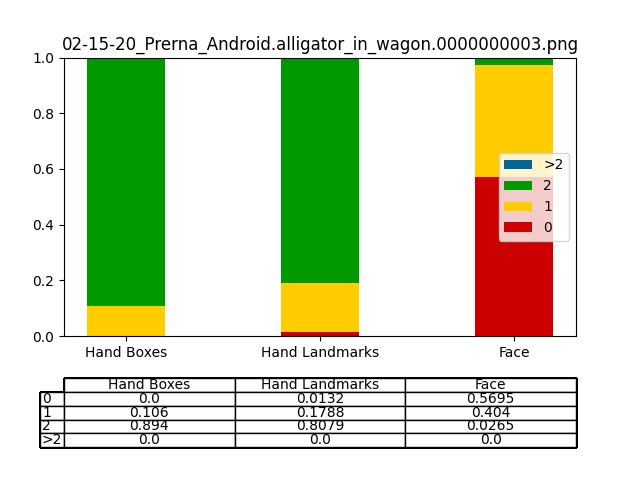 02-15-20_Prerna_Android.alligator_in_wagon.0000000003.png
1.0
0.8
0.6
0.4
0.2
0.0
>2
2
1
0
Hand Boxes Hand Landmarks Face
Hand Boxes Hand Landmarks Face
0 0.0 0.0132 0.5695
1 0.106 0.1788 0.404
2 0.894 0.8079 0.0265
>2 0.0 0.0 0.0